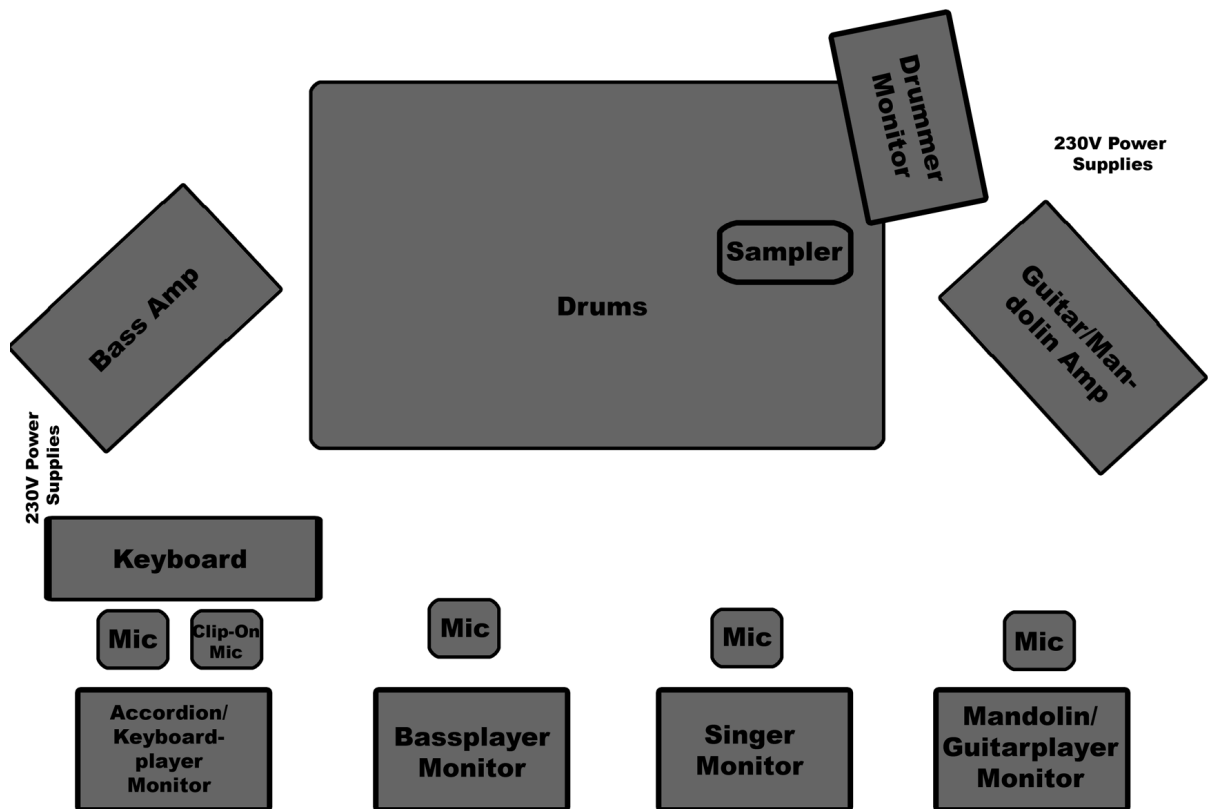 Drummer
Monitor
230V Power
Supplies
Sampler
Bass Amp
Drums
Guitar/Man-
dolin Amp
230V Power
Supplies
Keyboard
Mic
Clip-On
Mic
Mic
Mic
Mic
Accordion/
Keyboard-
player
Monitor
Bassplayer
Monitor
Singer
Monitor
Mandolin/
Guitarplayer
Monitor